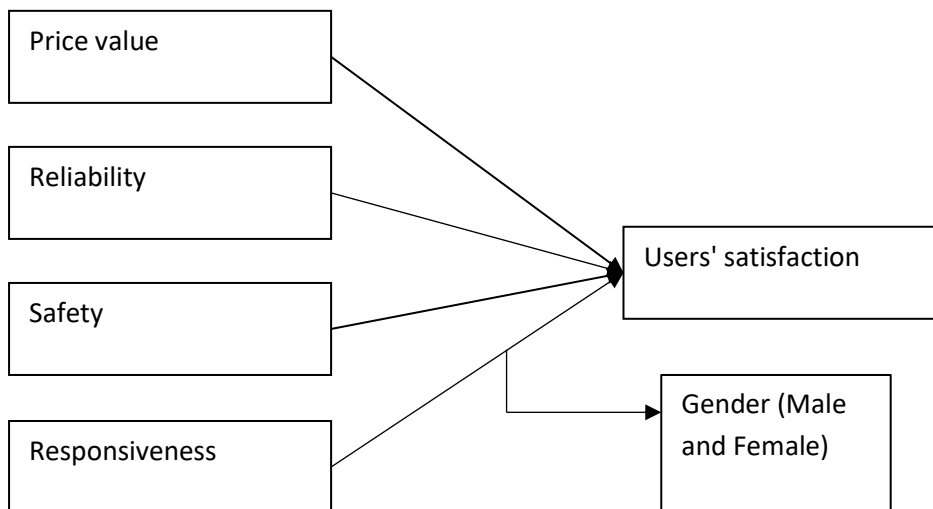 Price value
Reliability
Users' satisfaction
Safety
Gender (Male
and Female)
Responsiveness